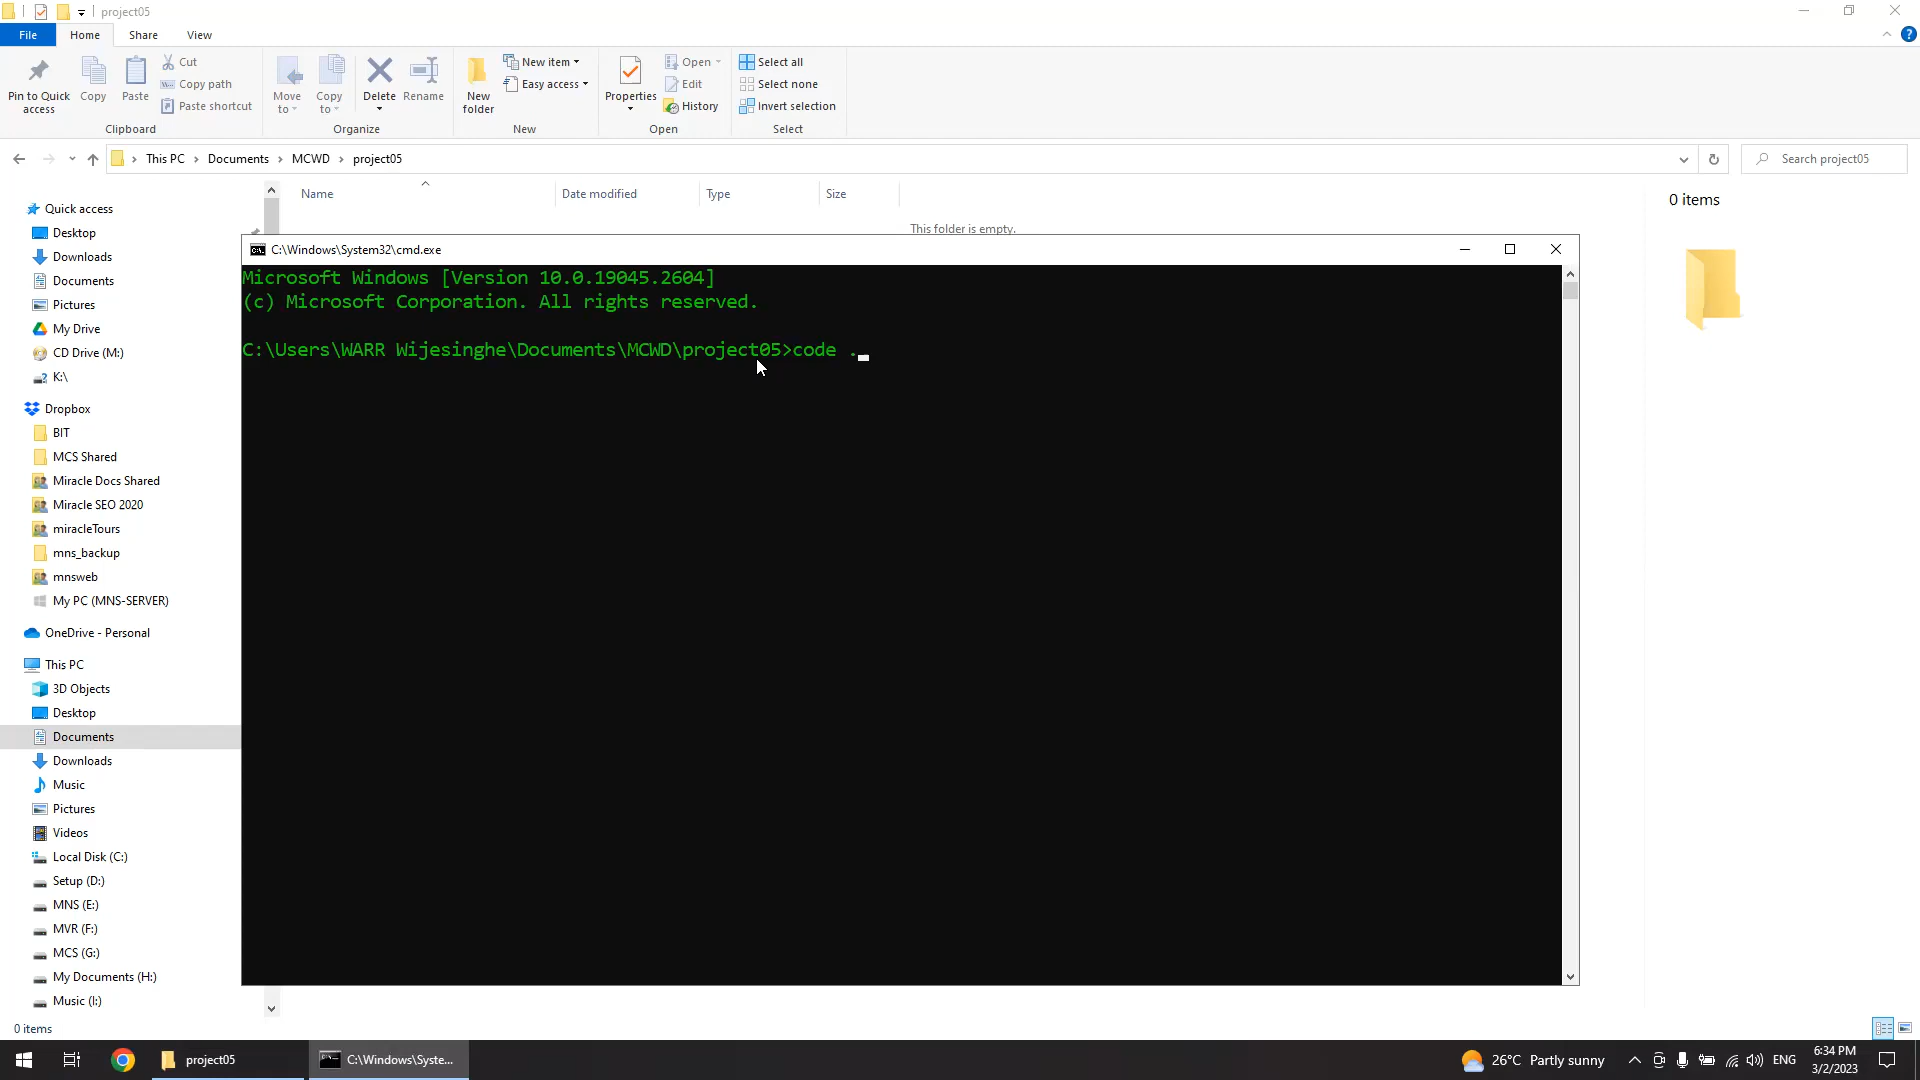 project05
File Home Share View
Pin to Quick access
Copy
Paste
Cut
Copy path
Paste shortcut
Clipboard
Move to
Copy to
Delete
Rename
Organize
New folder
New item
Easy access
New
Properties
Open
Edit
History
Open
Select all
Select none
Invert selection
Select
This PC > Documents > MCWD > project05
Search project05
Name Date modified Type Size
This folder is empty.
0 items
Quick access
Desktop
Downloads
Documents
Pictures
My Drive
CD Drive (M:)
K:\
Dropbox
BIT
MCS Shared
Miracle Docs Shared
Miracle SEO 2020
miracleTours
mns_backup
mnsweb
My PC (MNS-SERVER)
OneDrive - Personal
This PC
3D Objects
Desktop
Documents
Downloads
Music
Pictures
Videos
Local Disk (C:)
Setup (D:)
MNS (E:)
MVR (F:)
MCS (G:)
My Documents (H:)
Music (I:)
0 items
C:\Windows\System32\cmd.exe
Microsoft Windows [Version 10.0.19045.2604]
(c) Microsoft Corporation. All rights reserved.
C:\Users\WARR Wijesinghe\Documents\MCWD\project05>code .
project05
C:\Windows\Syste...
26°C Partly sunny
ENG
6:34 PM
3/2/2023